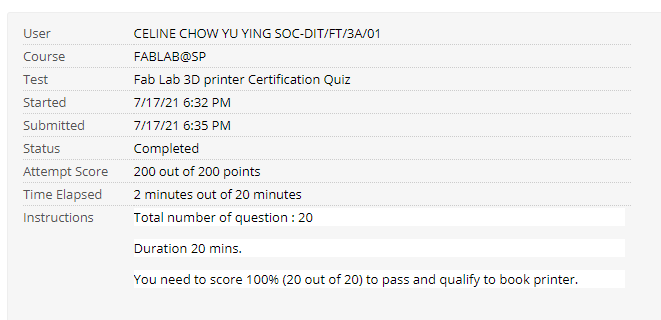 User CELINE CHOW YU YING SOC-DIT/FT/3A/01
Course FABLAB@SP
Test Fab Lab 3D printer Certification Quiz
Started 7/17/21 6:32 PM
Submitted 7/17/21 6:35 PM
Status Completed
Attempt Score 200 out of 200 points
Time Elapsed 2 minutes out of 20 minutes
Instructions Total number of question : 20
Duration 20 mins.
You need to score 100% (20 out of 20) to pass and qualify to book printer.